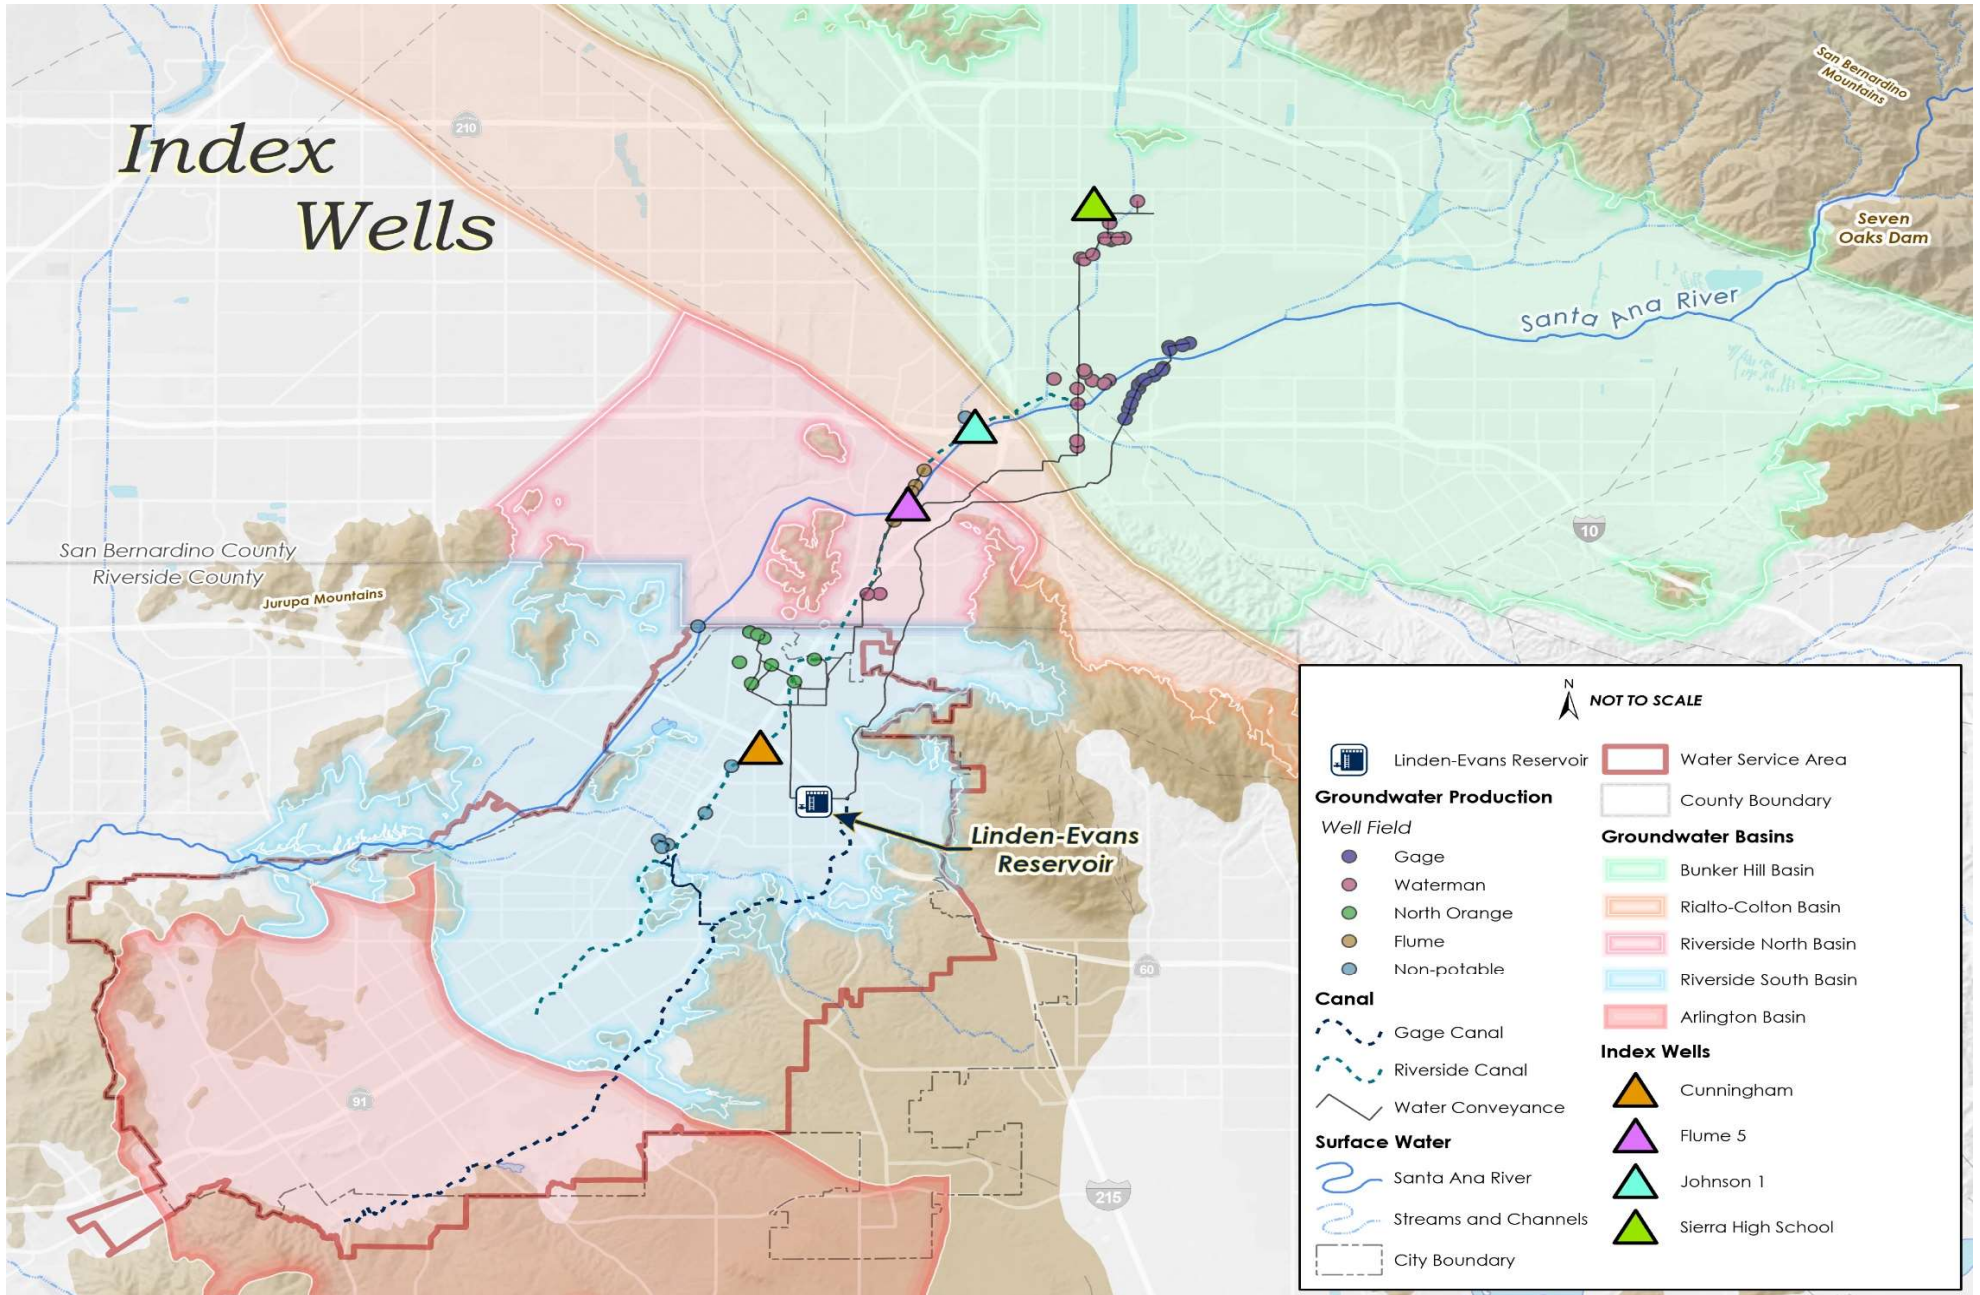 Index
Wells
210
San Bernardino
Mountains
Seven
Oaks Dam
Santa Ana River
10
San Bernardino County
Riverside County
Jurupa Mountains
Linden-Evans
Reservoir
60
91
215
N
NOT TO SCALE
Linden-Evans Reservoir
Groundwater Production
Well Field
Gage
Waterman
North Orange
Flume
Non-potable
Canal
Gage Canal
Riverside Canal
Water Conveyance
Surface Water
Santa Ana River
Streams and Channels
City Boundary
Water Service Area
County Boundary
Groundwater Basins
Bunker Hill Basin
Rialto-Colton Basin
Riverside North Basin
Riverside South Basin
Arlington Basin
Index Wells
Cunningham
Flume 5
Johnson 1
Sierra High School